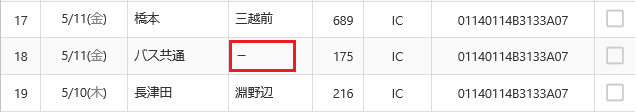 17 5/11(金) 橋本 三越前 689 IC 01140114B3133A07
18 5/11(金) バス共通 － 175 IC 01140114B3133A07
19 5/10(木) 長津田 淵野辺 216 IC 01140114B3133A07